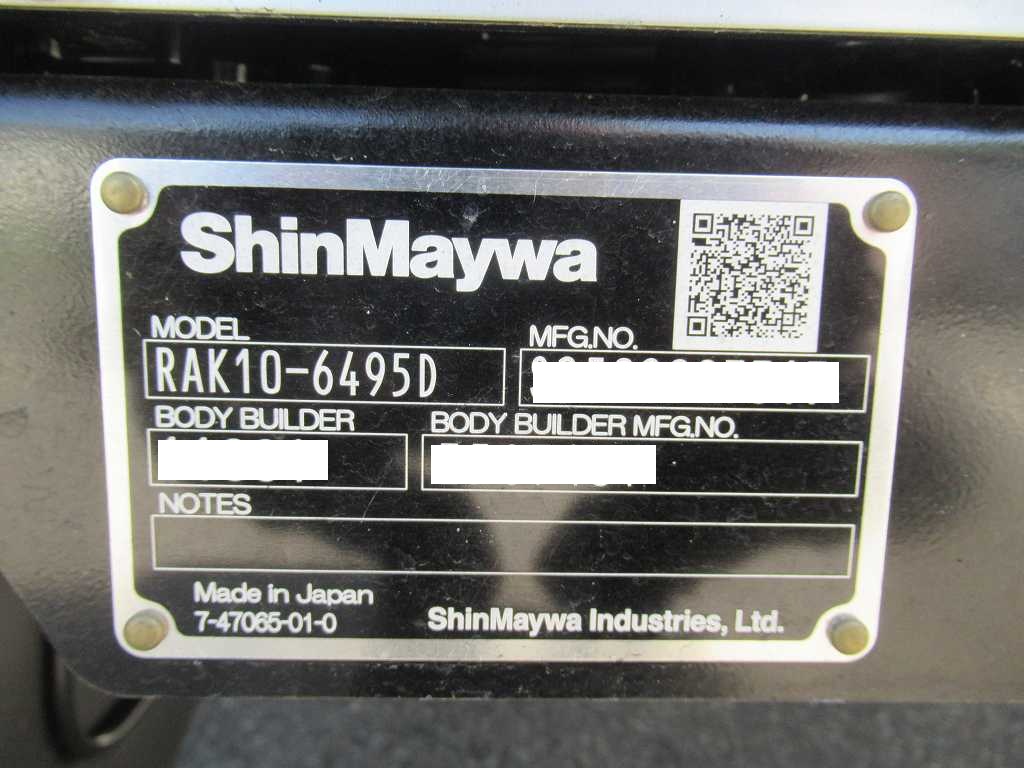 ShinMaywa
MODEL
RAK10-6495D
MFG.NO.
BODY BUILDER
BODY BUILDER MFG.NO.
NOTES
Made in Japan
7-47065-01-0
ShinMaywa Industries, Ltd.